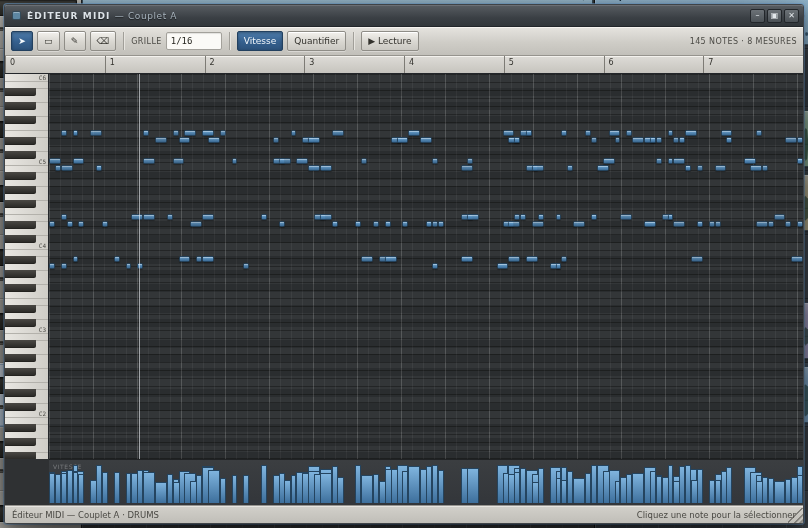 ÉDITEUR MIDI — Couplet A
GRILLE 1/16 Vitesse Quantifier ▶ Lecture 145 NOTES · 8 MESURES
0 1 2 3 4 5 6 7
C6
C5
C4
C3
C2
VITESSE
Éditeur MIDI — Couplet A · DRUMS Cliquez une note pour la sélectionner